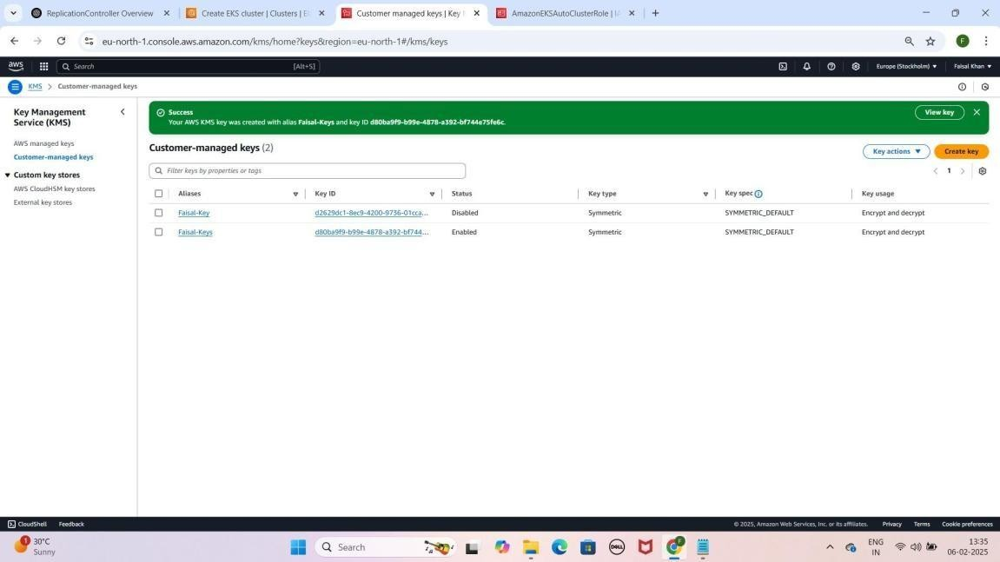 ReplicationController Overview
Create EKS cluster | Clusters | E
Customer managed keys | Key
AmazonEKSAutoClusterRole | IA
eu-north-1.console.aws.amazon.com/kms/home?keys&region=eu-north-1#/kms/keys
F
aws
Search
[Alt+S]
Europe (Stockholm)
Faisal Khan
KMS > Customer-managed keys
Key Management
Service (KMS)
AWS managed keys
Customer-managed keys
Custom key stores
AWS CloudHSM key stores
External key stores
Success
Your AWS KMS key was created with alias Faisal-Keys and key ID d80ba9f9-b99e-4878-a392-bf744e75fe6c.
View key
Customer-managed keys (2)
Key actions
Create key
Filter keys by properties or tags
1
Aliases Key ID Status Key type Key spec Key usage
Faisal-Key d2629dc1-8ec9-4200-9736-01cca... Disabled Symmetric SYMMETRIC_DEFAULT Encrypt and decrypt
Faisal-Keys d80ba9f9-b99e-4878-a392-bf744... Enabled Symmetric SYMMETRIC_DEFAULT Encrypt and decrypt
CloudShell Feedback
© 2025, Amazon Web Services, Inc. or its affiliates. Privacy Terms Cookie preferences
1
30°C
Sunny
Search
DELL
F
ENG
IN
13:35
06-02-2025